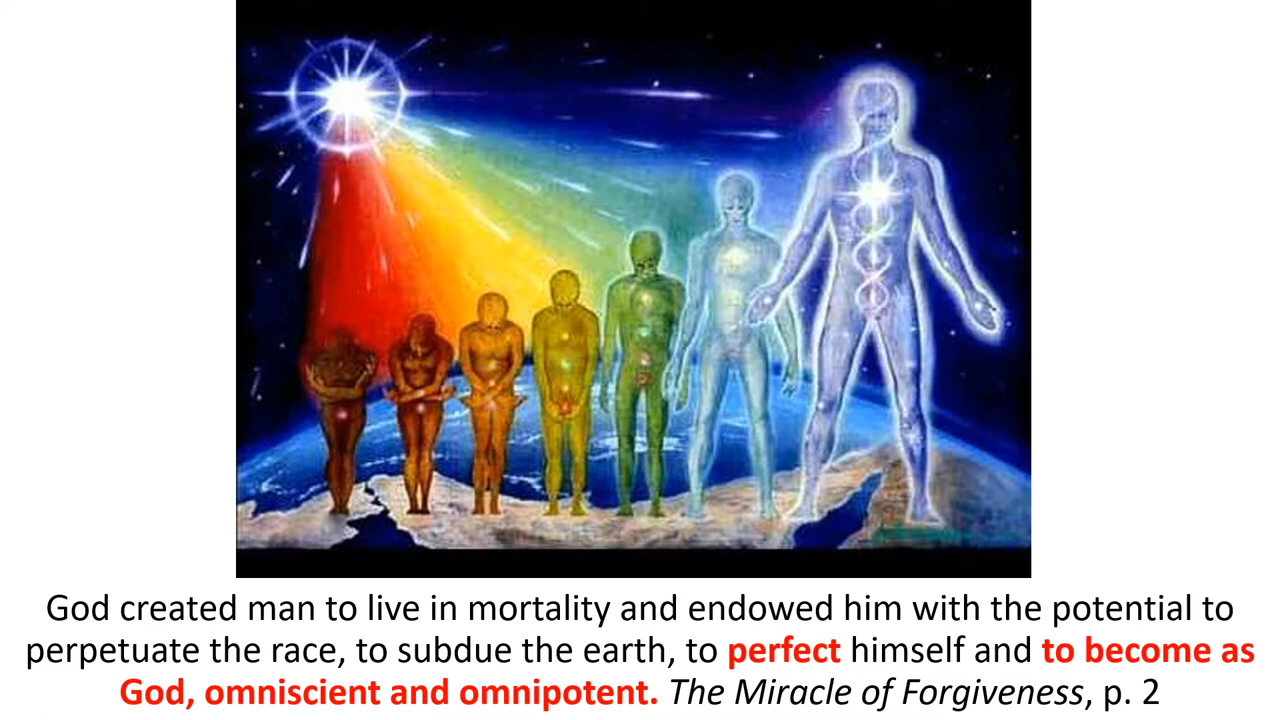 God created man to live in mortality and endowed him with the potential to
perpetuate the race, to subdue the earth, to perfect himself and to become as
God, omniscient and omnipotent. The Miracle of Forgiveness, p. 2